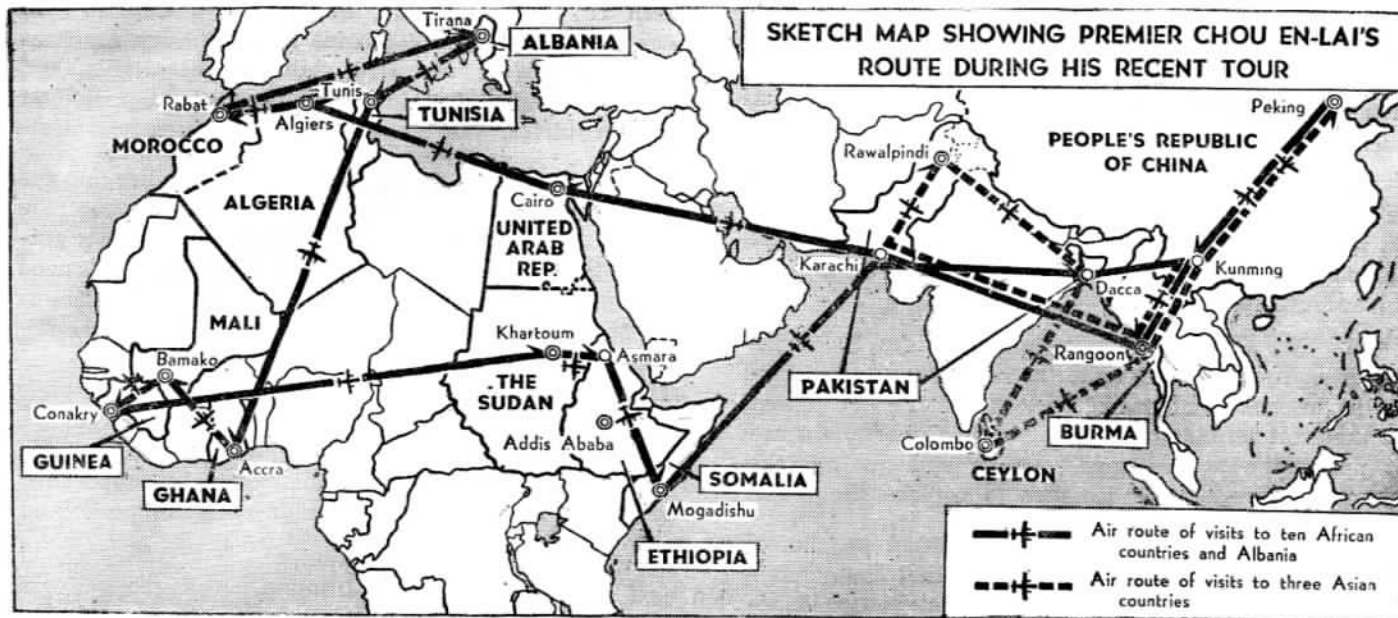 SKETCH MAP SHOWING PREMIER CHOU EN-LAI'S
ROUTE DURING HIS RECENT TOUR
Tirana
ALBANIA
Rabat
Tunis
Algiers
TUNISIA
MOROCCO
Peking
PEOPLE'S REPUBLIC
OF CHINA
Rawalpindi
ALGERIA
Cairo
UNITED
ARAB
REP.
Karachi
Dacca
Kunming
MALI
Khartoum
Asmara
Rangoon
Bamako
THE
SUDAN
PAKISTAN
Conakry
Addis Ababa
Colombo
BURMA
GUINEA
Accra
CEYLON
GHANA
SOMALIA
Mogadishu
ETHIOPIA
Air route of visits to ten African
countries and Albania
Air route of visits to three Asian
countries